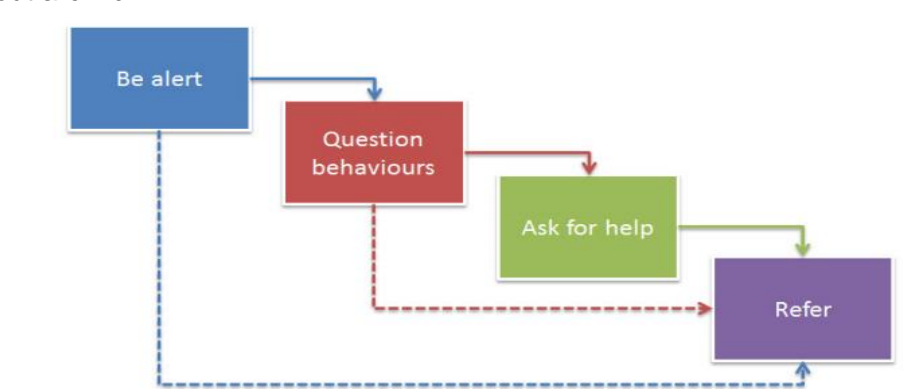 Be alert
Question
behaviours
Ask for help
Refer